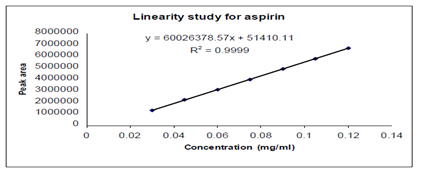 Linearity study for aspirin
y = 60026378.57x + 51410.11
R² = 0.9999
8000000
7000000
6000000
5000000
4000000
3000000
2000000
1000000
0
Peak area
0 0.02 0.04 0.06 0.08 0.1 0.12 0.14
Concentration (mg/ml)